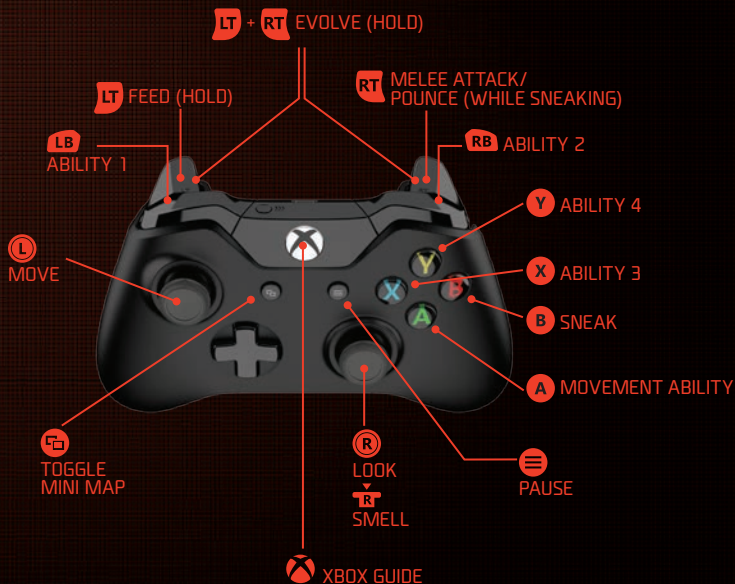 LT + RT EVOLVE (HOLD)
LT FEED (HOLD)
RT MELEE ATTACK/
POUNCE (WHILE SNEAKING)
LB
ABILITY 1
RB ABILITY 2
Y ABILITY 4
L
MOVE
X ABILITY 3
B SNEAK
Y
X
B
A
A MOVEMENT ABILITY
TOGGLE
MINI MAP
R
LOOK
R
SMELL
PAUSE
XBOX GUIDE